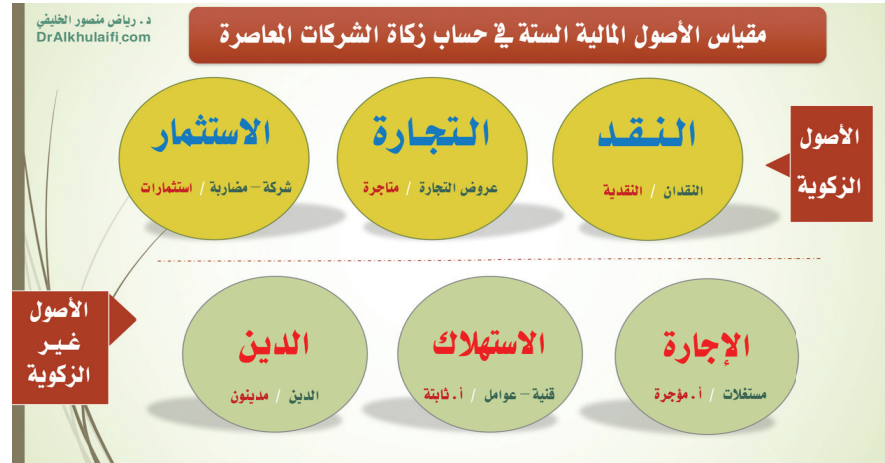 د. رياض منصور الخليفي
DrAlkhulaifi.com
مقياس الأصول المالية الستة في حساب زكاة الشركات المعاصرة
الأصول
الزكوية
النقد
النقدان / النقدية
التجارة
عروض التجارة / متاجرة
الاستثمار
شركة – مضاربة / استثمارات
الأصول
غير
الزكوية
الإجارة
مستغلات / أ. مؤجرة
الاستهلاك
قنية – عوامل / أ. ثابتة
الدين
الدين / مدينون